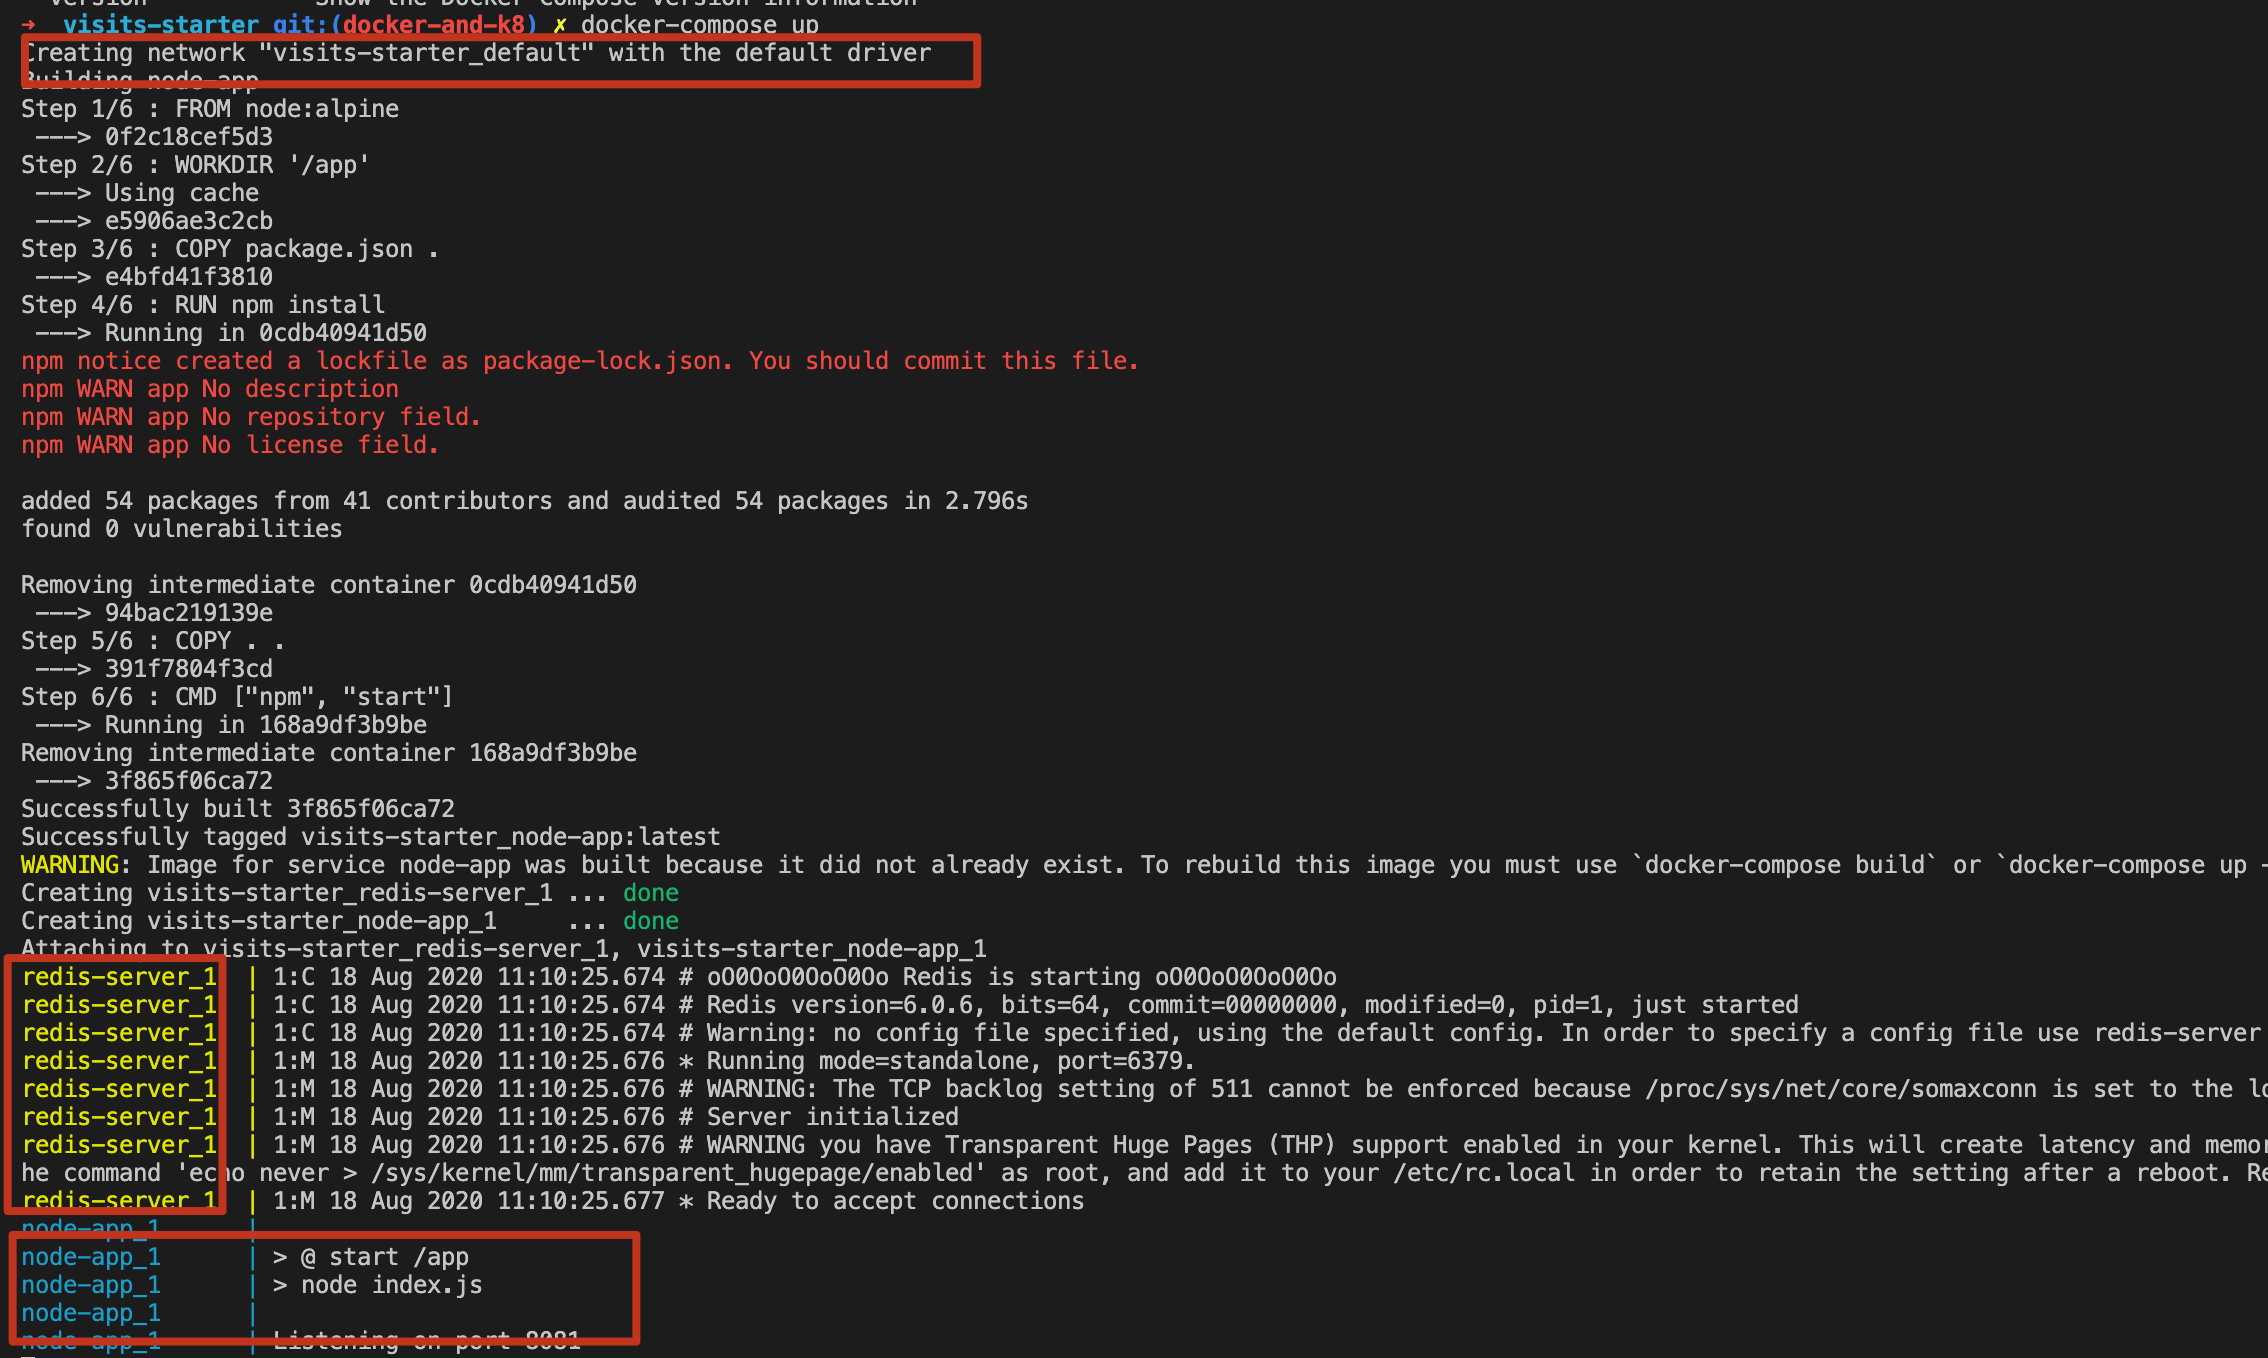 version                Show the Docker-Compose version information
→ visits-starter git:(docker-and-k8) ✗ docker-compose up
Creating network "visits-starter_default" with the default driver
Building node-app
Step 1/6 : FROM node:alpine
 ---> 0f2c18cef5d3
Step 2/6 : WORKDIR '/app'
 ---> Using cache
 ---> e5906ae3c2cb
Step 3/6 : COPY package.json .
 ---> e4bfd41f3810
Step 4/6 : RUN npm install
 ---> Running in 0cdb40941d50
npm notice created a lockfile as package-lock.json. You should commit this file.
npm WARN app No description
npm WARN app No repository field.
npm WARN app No license field.
added 54 packages from 41 contributors and audited 54 packages in 2.796s
found 0 vulnerabilities
Removing intermediate container 0cdb40941d50
 ---> 94bac219139e
Step 5/6 : COPY . .
 ---> 391f7804f3cd
Step 6/6 : CMD ["npm", "start"]
 ---> Running in 168a9df3b9be
Removing intermediate container 168a9df3b9be
 ---> 3f865f06ca72
Successfully built 3f865f06ca72
Successfully tagged visits-starter_node-app:latest
WARNING: Image for service node-app was built because it did not already exist. To rebuild this image you must use `docker-compose build` or `docker-compose up -
Creating visits-starter_redis-server_1 ... done
Creating visits-starter_node-app_1     ... done
Attaching to visits-starter_redis-server_1, visits-starter_node-app_1
redis-server_1  | 1:C 18 Aug 2020 11:10:25.674 # oO0OoO0OoO0Oo Redis is starting oO0OoO0OoO0Oo
redis-server_1  | 1:C 18 Aug 2020 11:10:25.674 # Redis version=6.0.6, bits=64, commit=00000000, modified=0, pid=1, just started
redis-server_1  | 1:C 18 Aug 2020 11:10:25.674 # Warning: no config file specified, using the default config. In order to specify a config file use redis-server
redis-server_1  | 1:M 18 Aug 2020 11:10:25.676 * Running mode=standalone, port=6379.
redis-server_1  | 1:M 18 Aug 2020 11:10:25.676 # WARNING: The TCP backlog setting of 511 cannot be enforced because /proc/sys/net/core/somaxconn is set to the lo
redis-server_1  | 1:M 18 Aug 2020 11:10:25.676 # Server initialized
redis-server_1  | 1:M 18 Aug 2020 11:10:25.676 # WARNING you have Transparent Huge Pages (THP) support enabled in your kernel. This will create latency and memor
he command 'echo never > /sys/kernel/mm/transparent_hugepage/enabled' as root, and add it to your /etc/rc.local in order to retain the setting after a reboot. Re
redis-server_1  | 1:M 18 Aug 2020 11:10:25.677 * Ready to accept connections
node-app_1      |
node-app_1      | > @ start /app
node-app_1      | > node index.js
node-app_1      |
node-app_1      | Listening on port 8081